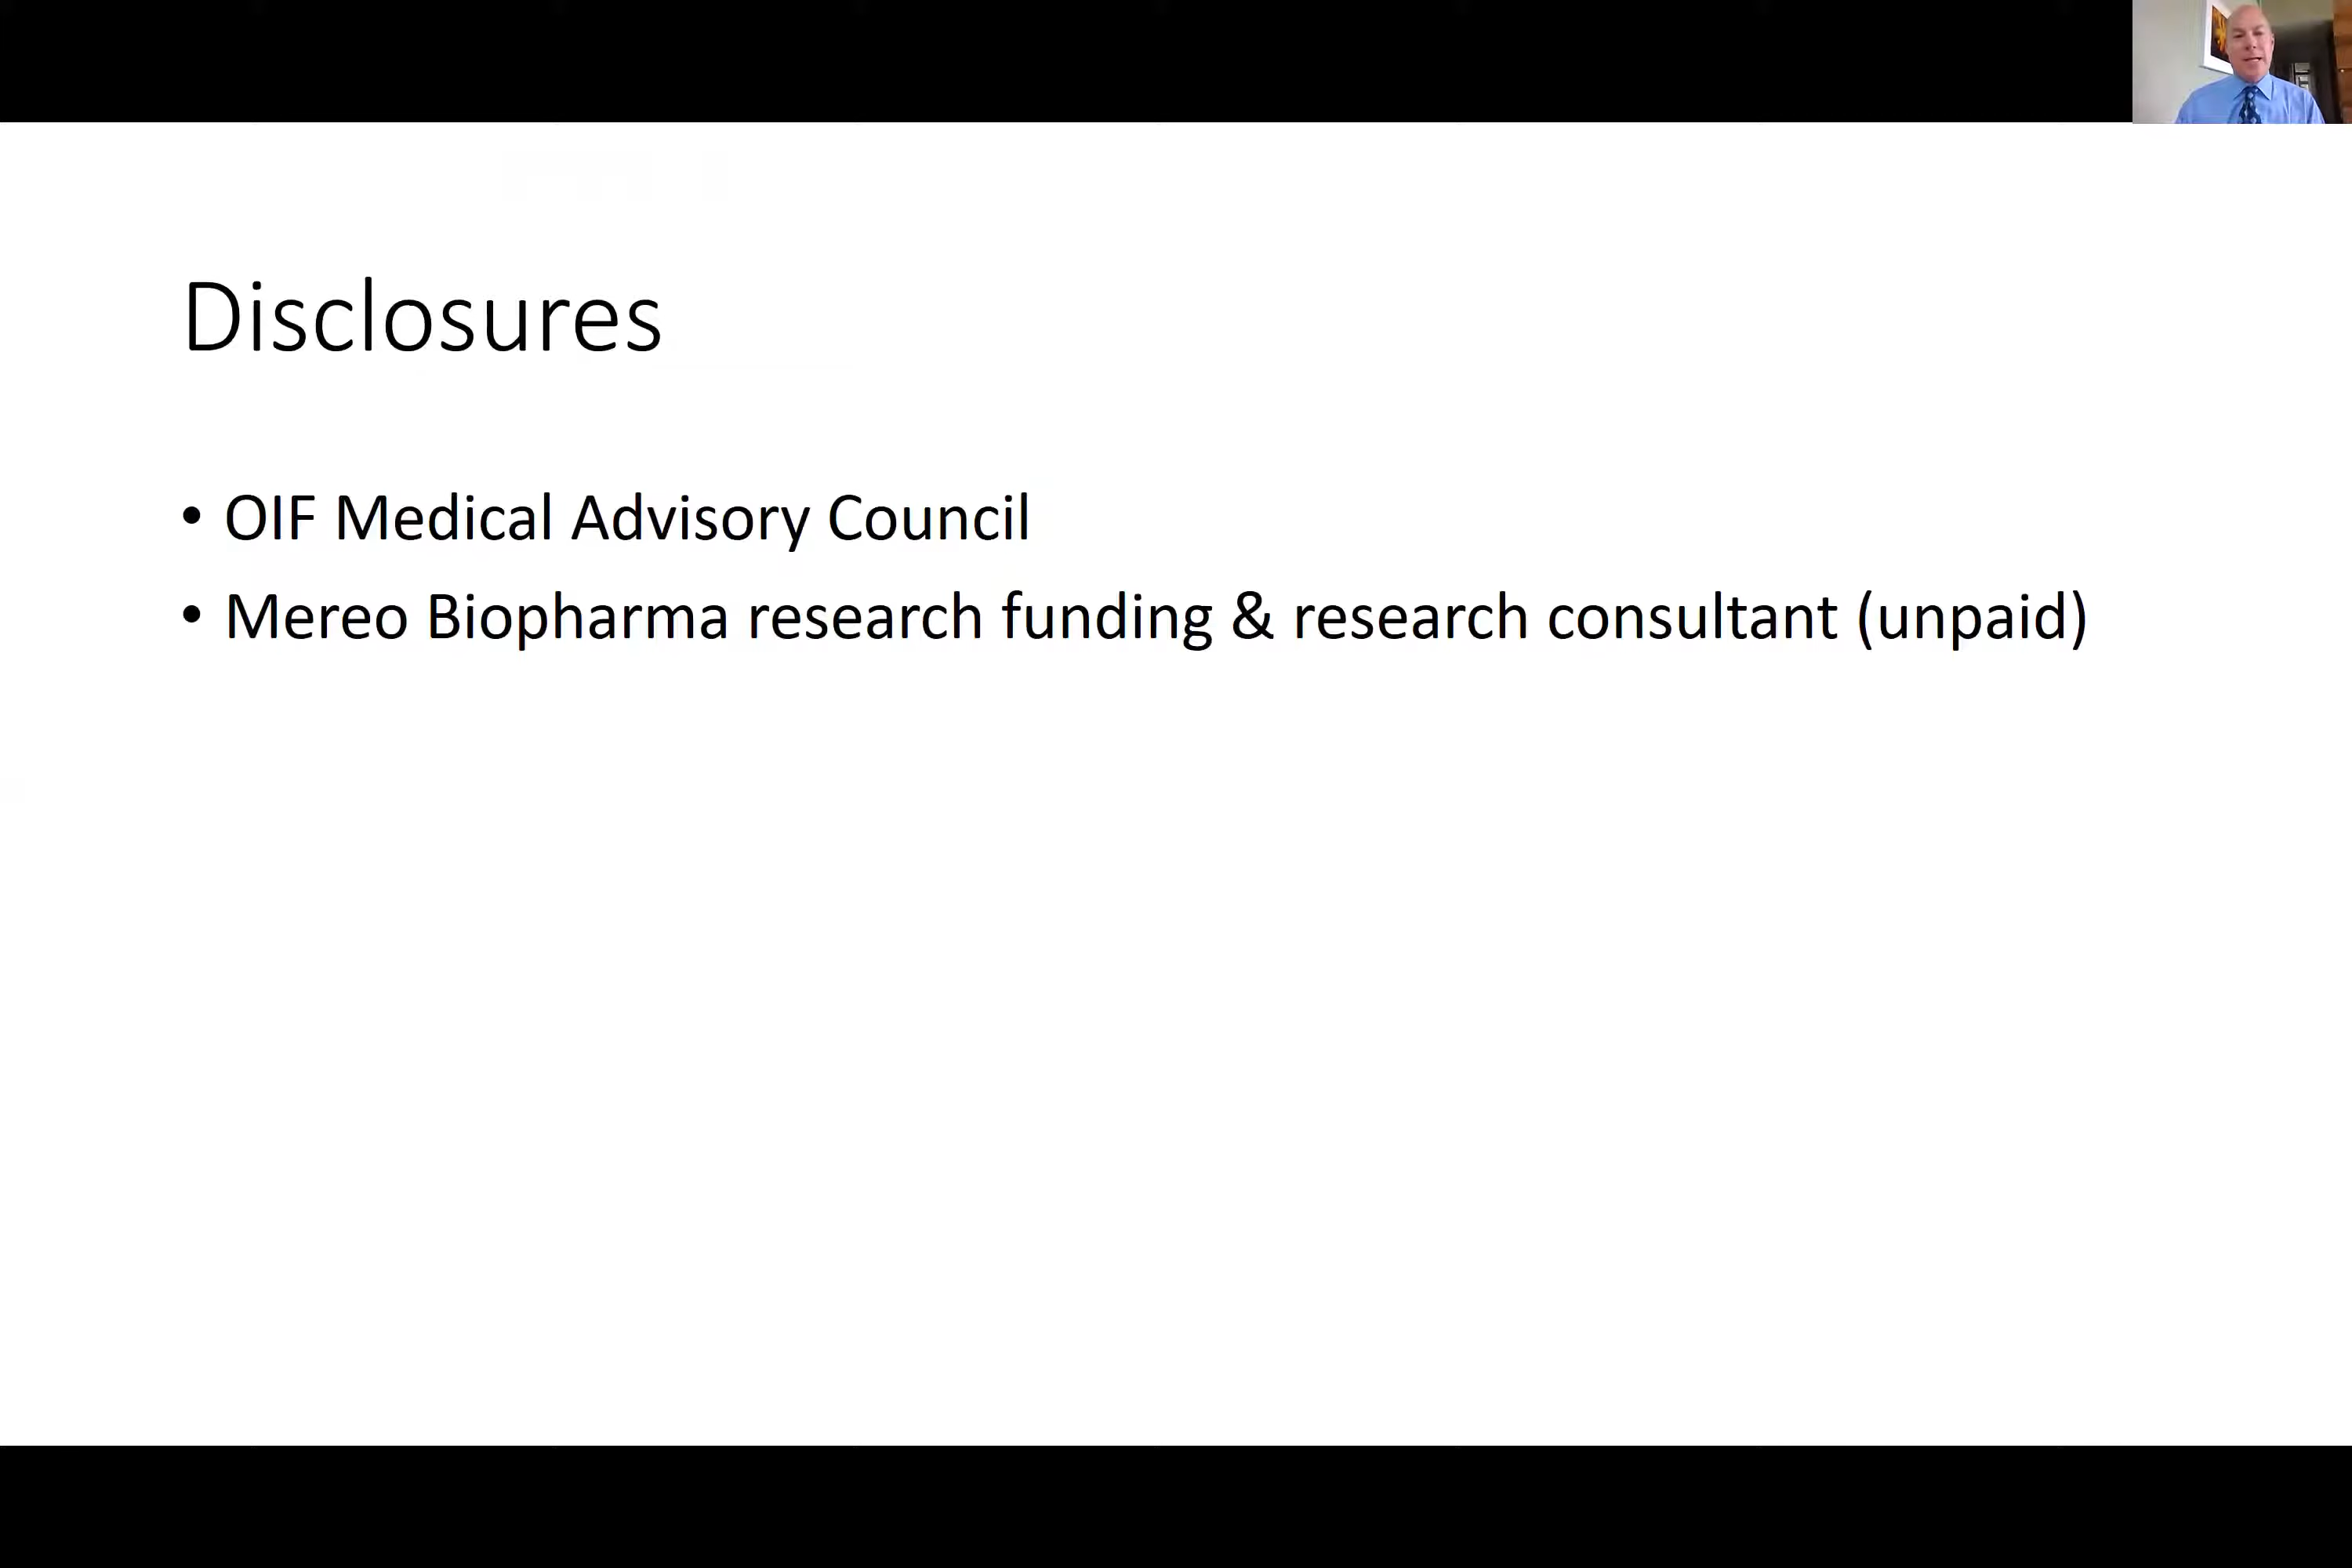 Disclosures
• OIF Medical Advisory Council
• Mereo Biopharma research funding & research consultant (unpaid)